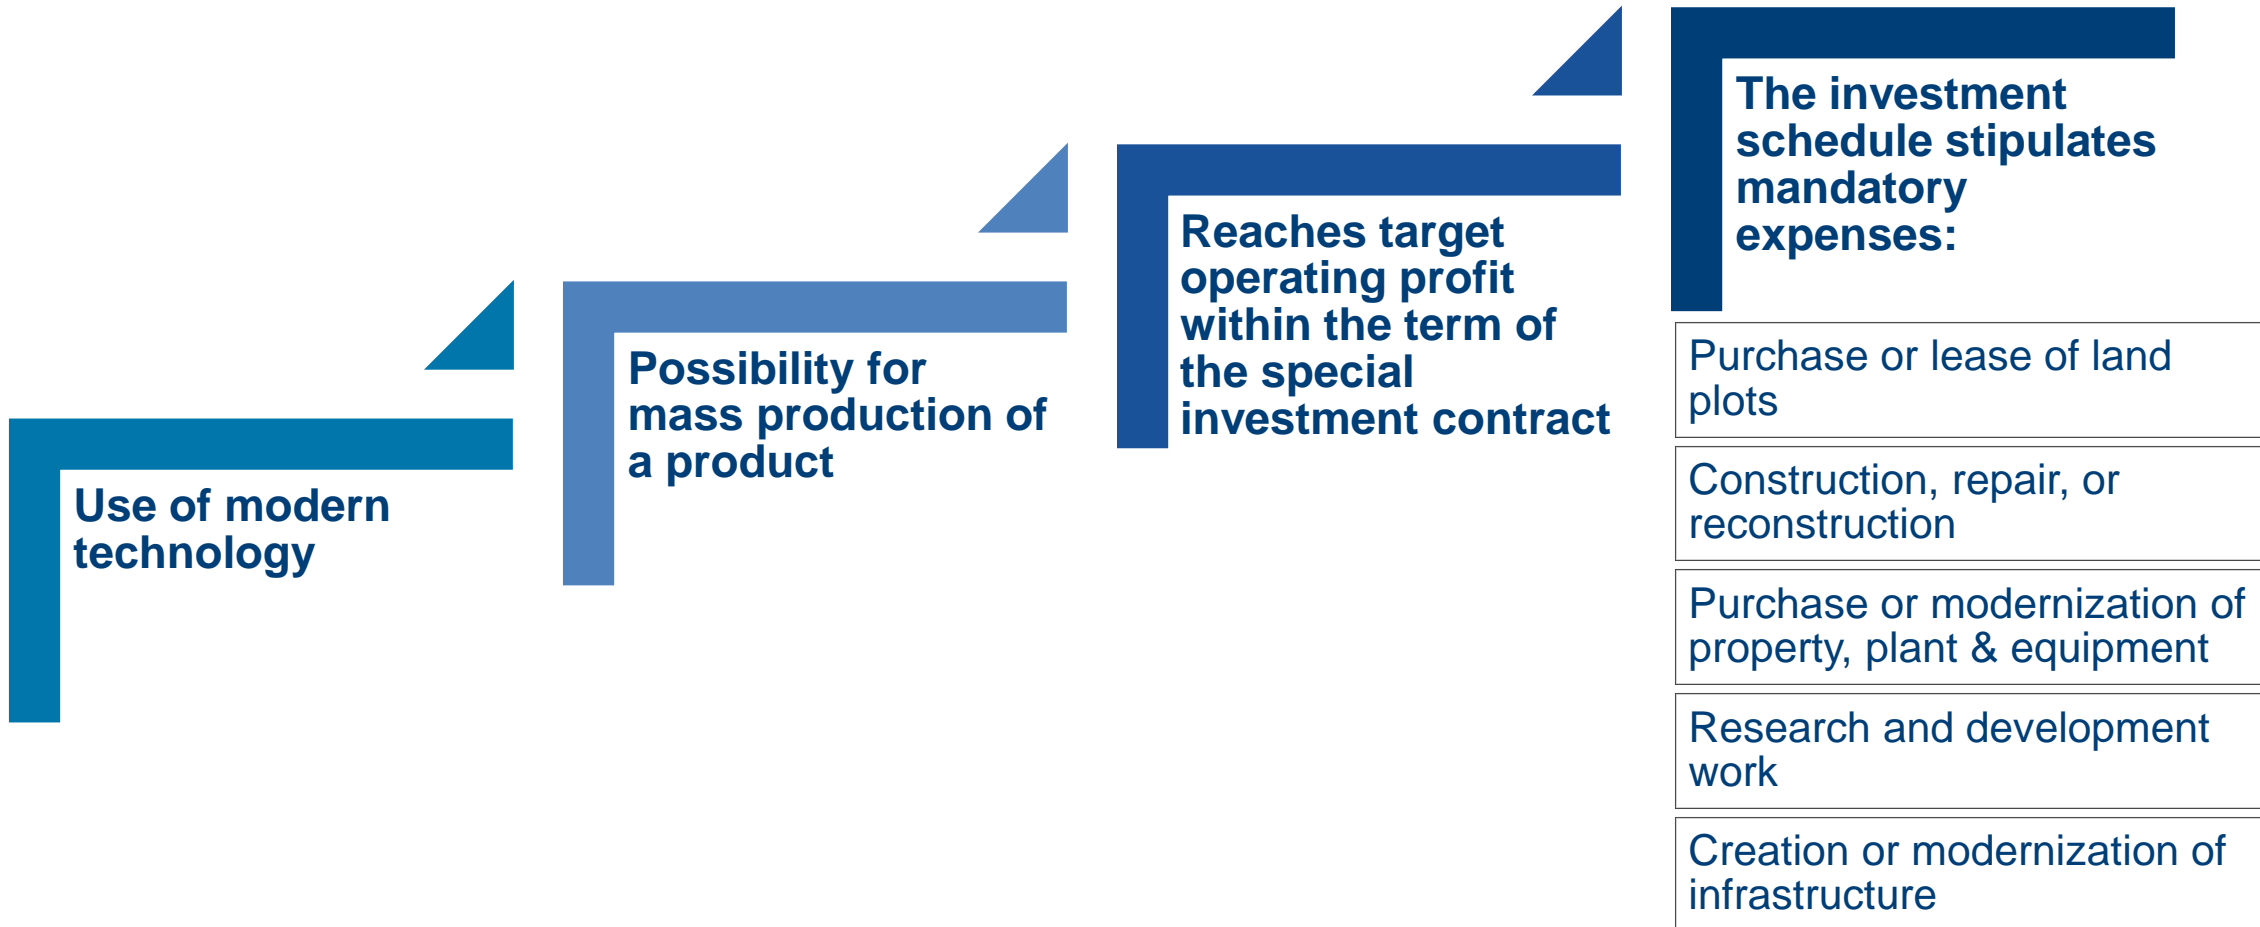 Use of modern
technology
Possibility for
mass production of
a product
Reaches target
operating profit
within the term of
the special
investment contract
The investment
schedule stipulates
mandatory
expenses:
Purchase or lease of land
plots
Construction, repair, or
reconstruction
Purchase or modernization of
property, plant & equipment
Research and development
work
Creation or modernization of
infrastructure